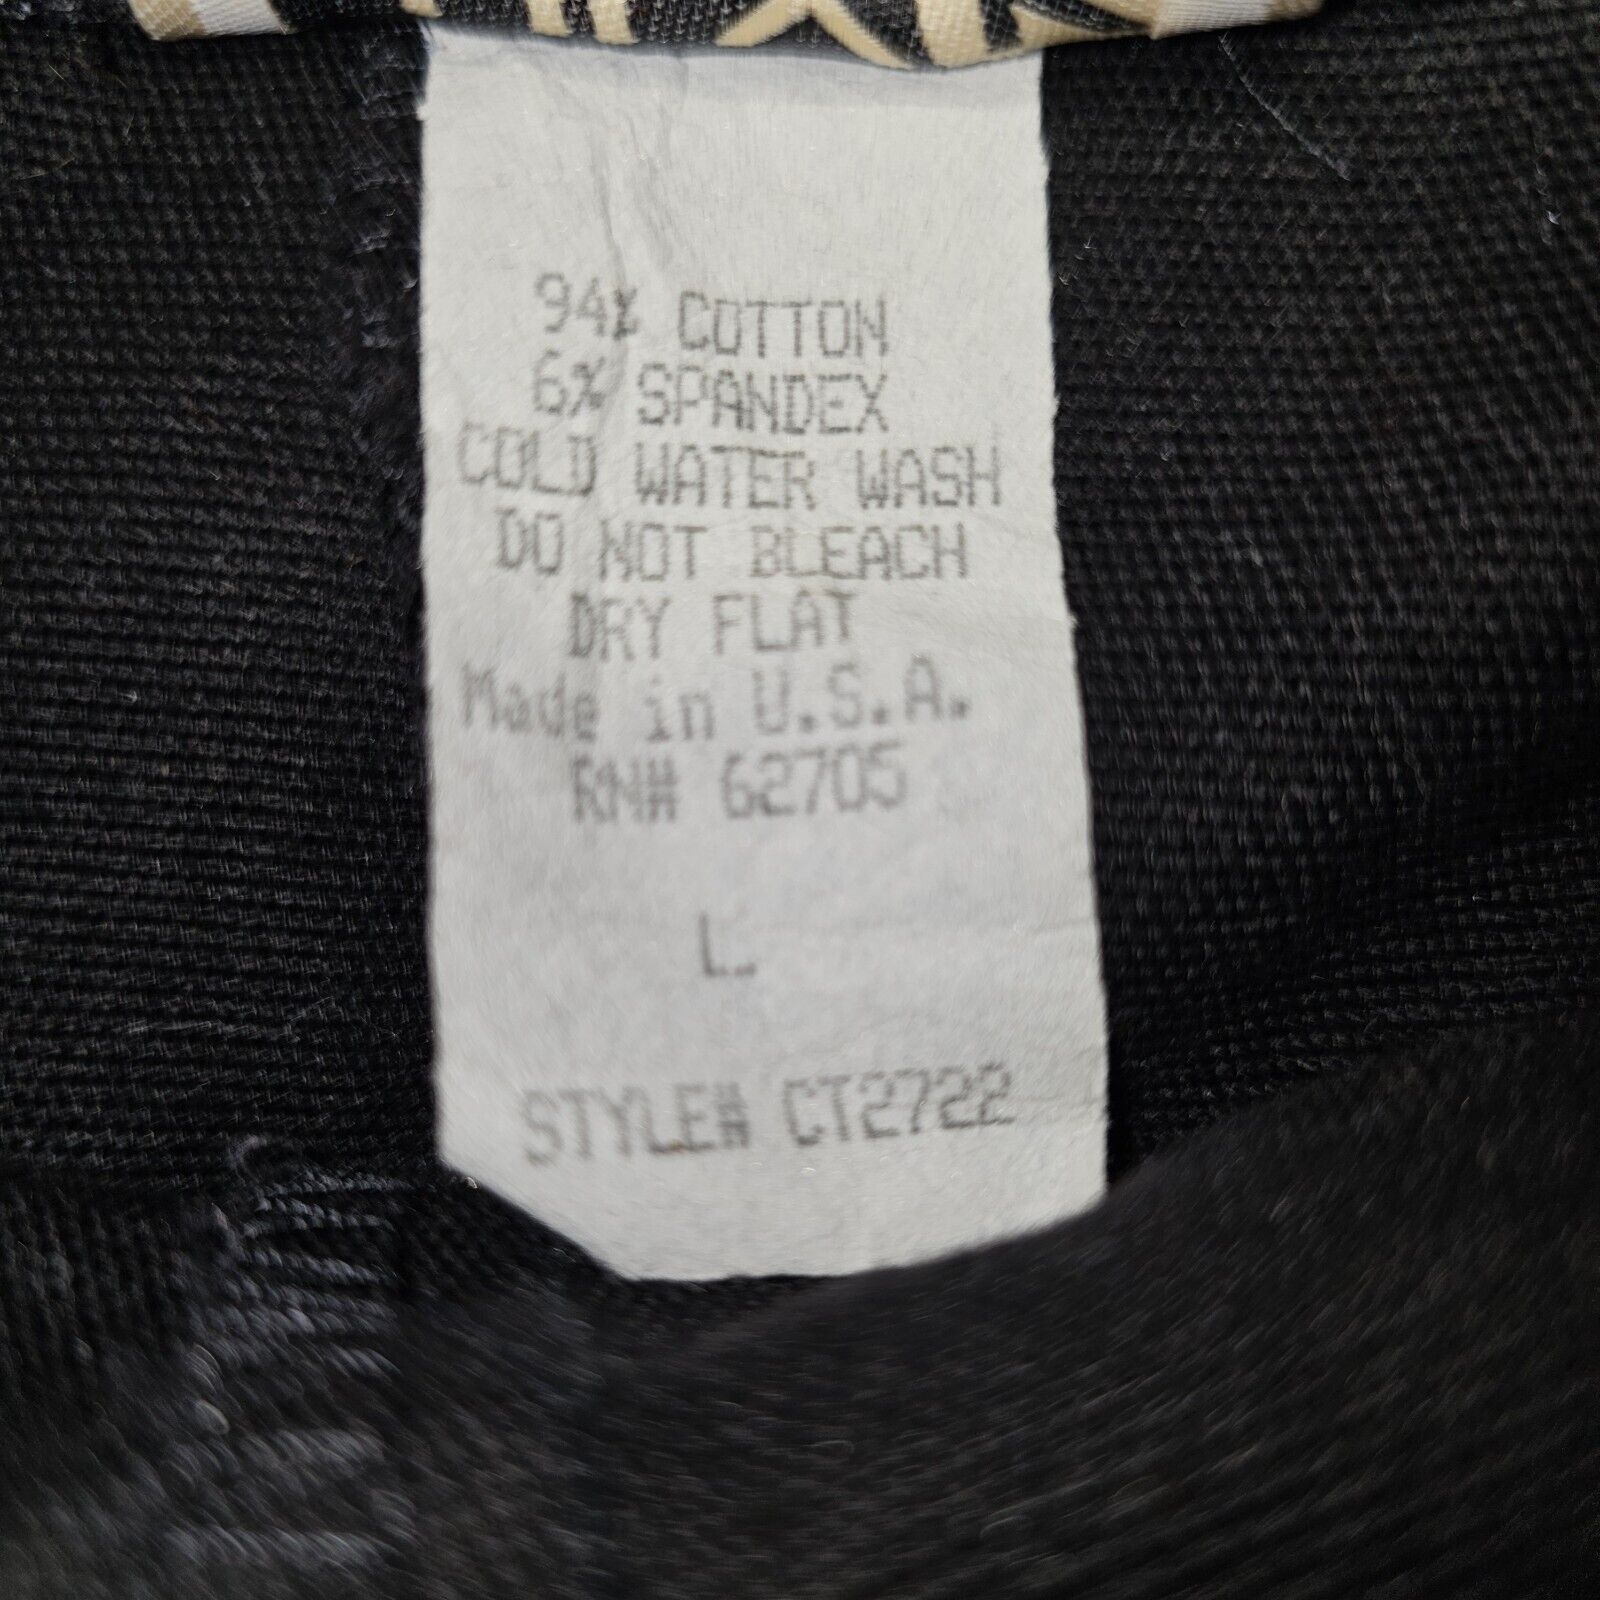 94% COTTON
6% SPANDEX
COLD WATER WASH
DO NOT BLEACH
DRY FLAT
Made in U.S.A.
RN# 62705
L.
STYLE# CT2722